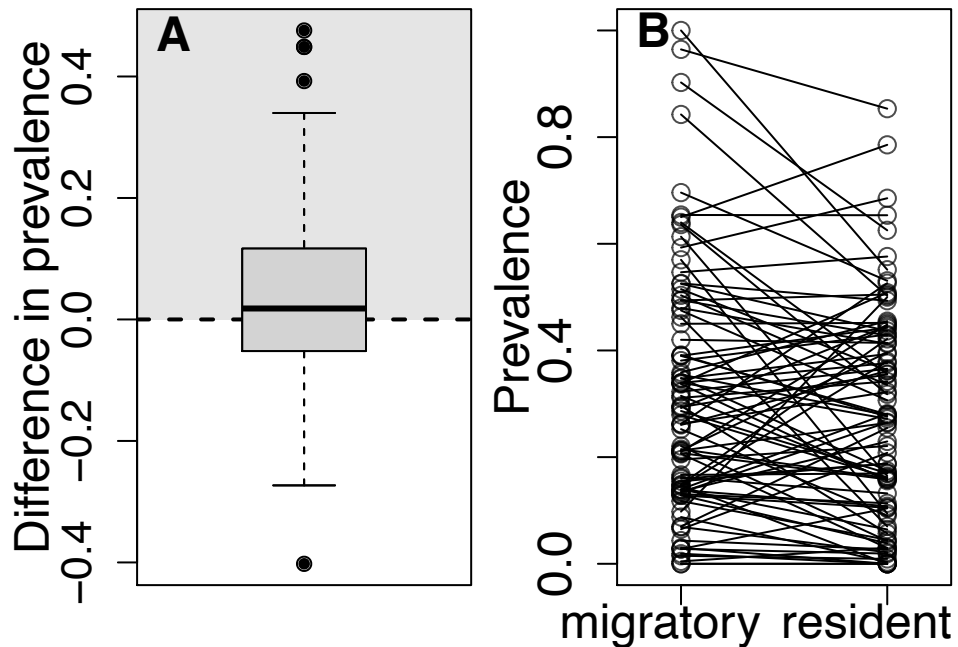 A
Difference in prevalence
0.4
0.2
0.0
−0.2
−0.4
B
Prevalence
0.8
0.4
0.0
migratory
resident